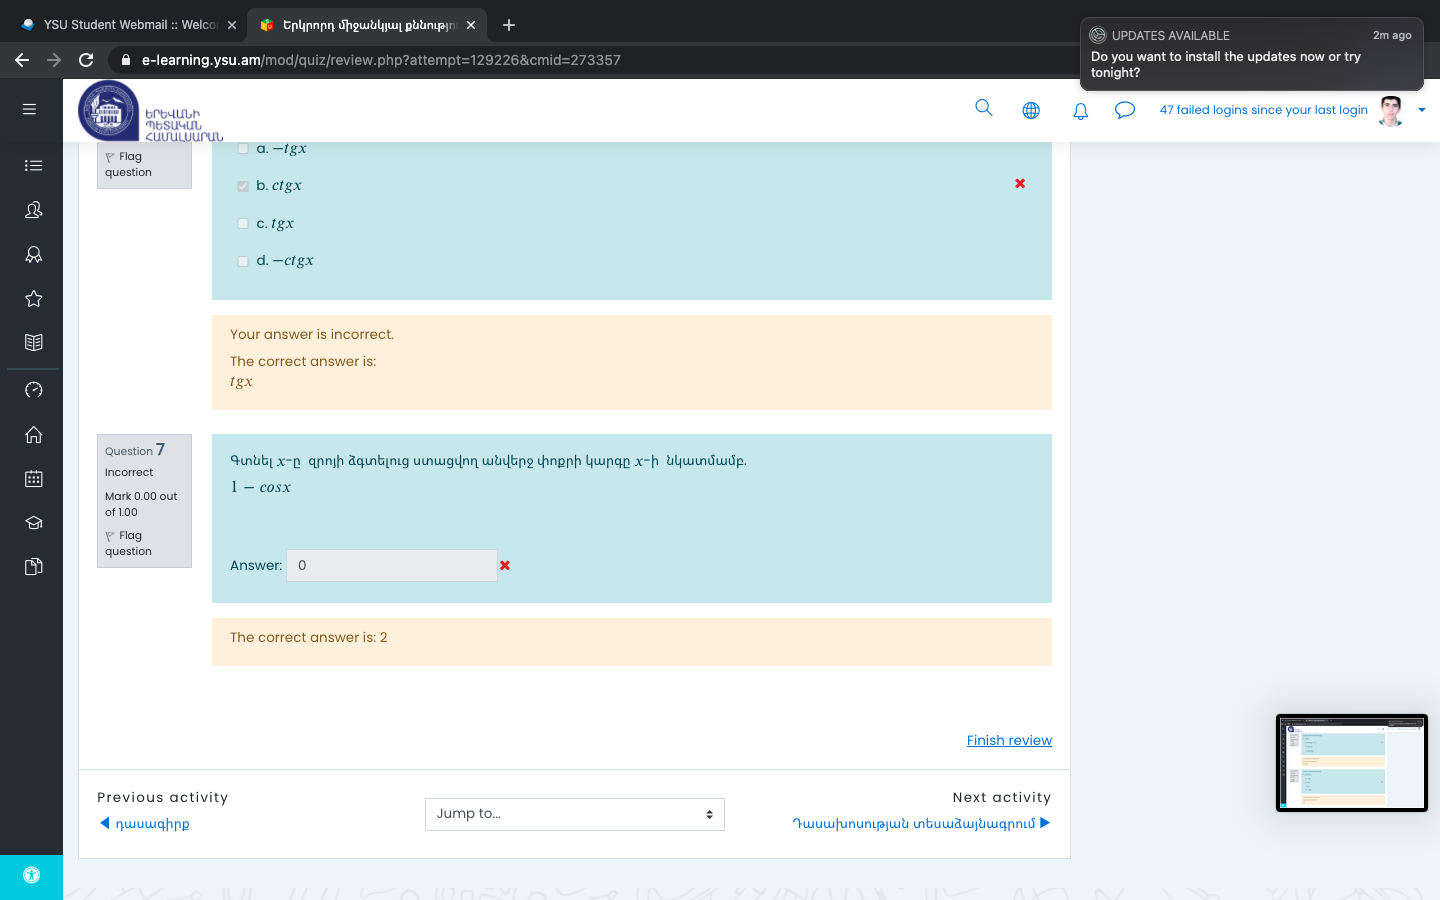 YSU Student Webmail :: Welco
Երկրորդ միջանկյալ քննություն
e-learning.ysu.am/mod/quiz/review.php?attempt=129226&cmid=273357
UPDATES AVAILABLE
2m ago
Do you want to install the updates now or try tonight?
ԵՐԵՎԱՆԻ
ՊԵՏԱԿԱՆ
ՀԱՄԱԼՍԱՐԱՆ
47 failed logins since your last login
Flag
question
a. −tgx
b. ctgx
c. tgx
d. −ctgx
Your answer is incorrect.
The correct answer is:
tgx
Question 7
Incorrect
Mark 0.00 out
of 1.00
Flag
question
Գտնել x-ը զրոյի ձգտելուց ստացվող անվերջ փոքրի կարգը x-ի նկատմամբ.
1 − cosx
Answer: 0
The correct answer is: 2
Finish review
Previous activity
◀ դասագիրք
Jump to...
Next activity
Դասախոսության տեսաձայնագրում ▶